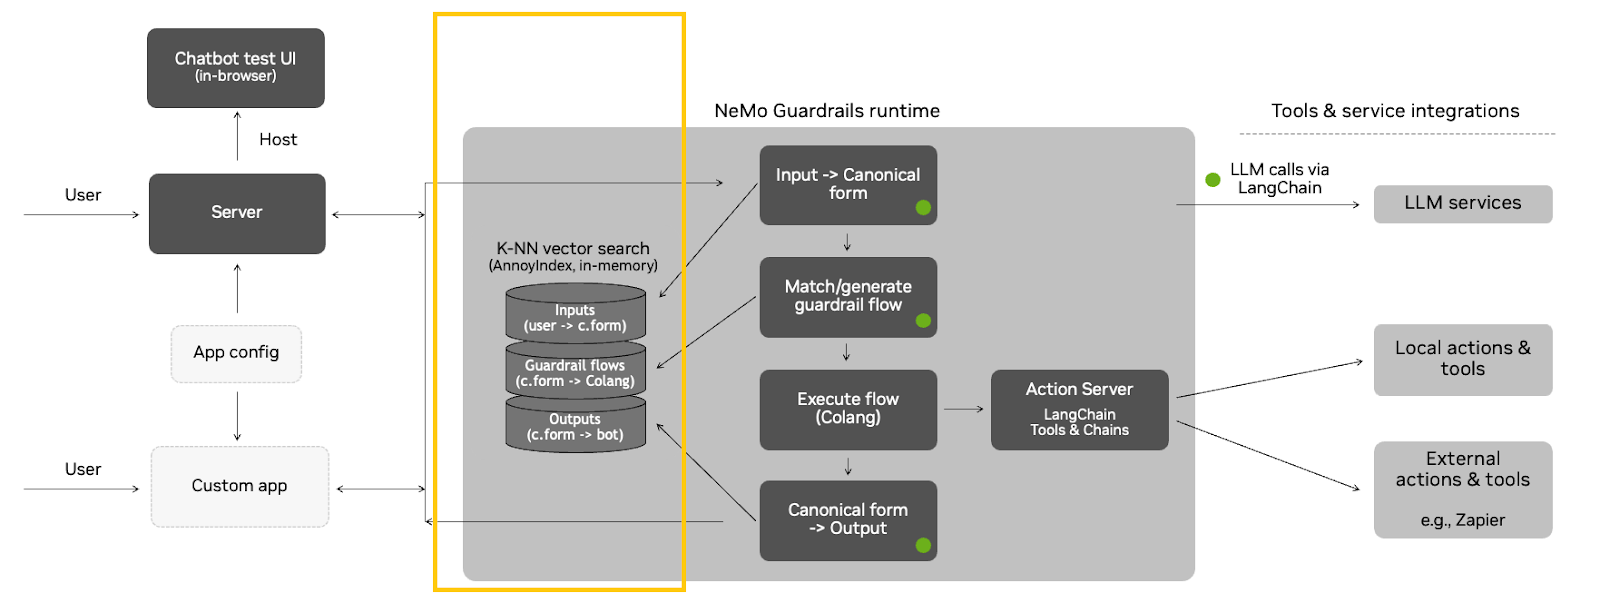 Chatbot test UI
(in-browser)
Host
User
Server
App config
User
Custom app
NeMo Guardrails runtime
K-NN vector search
(AnnoyIndex, in-memory)
Inputs
(user -> c.form)
Guardrail flows
(c.form -> Colang)
Outputs
(c.form -> bot)
Input -> Canonical
form
Match/generate
guardrail flow
Execute flow
(Colang)
Canonical form
-> Output
Action Server
LangChain
Tools & Chains
Tools & service integrations
LLM calls via
LangChain
LLM services
Local actions &
tools
External
actions & tools
e.g., Zapier